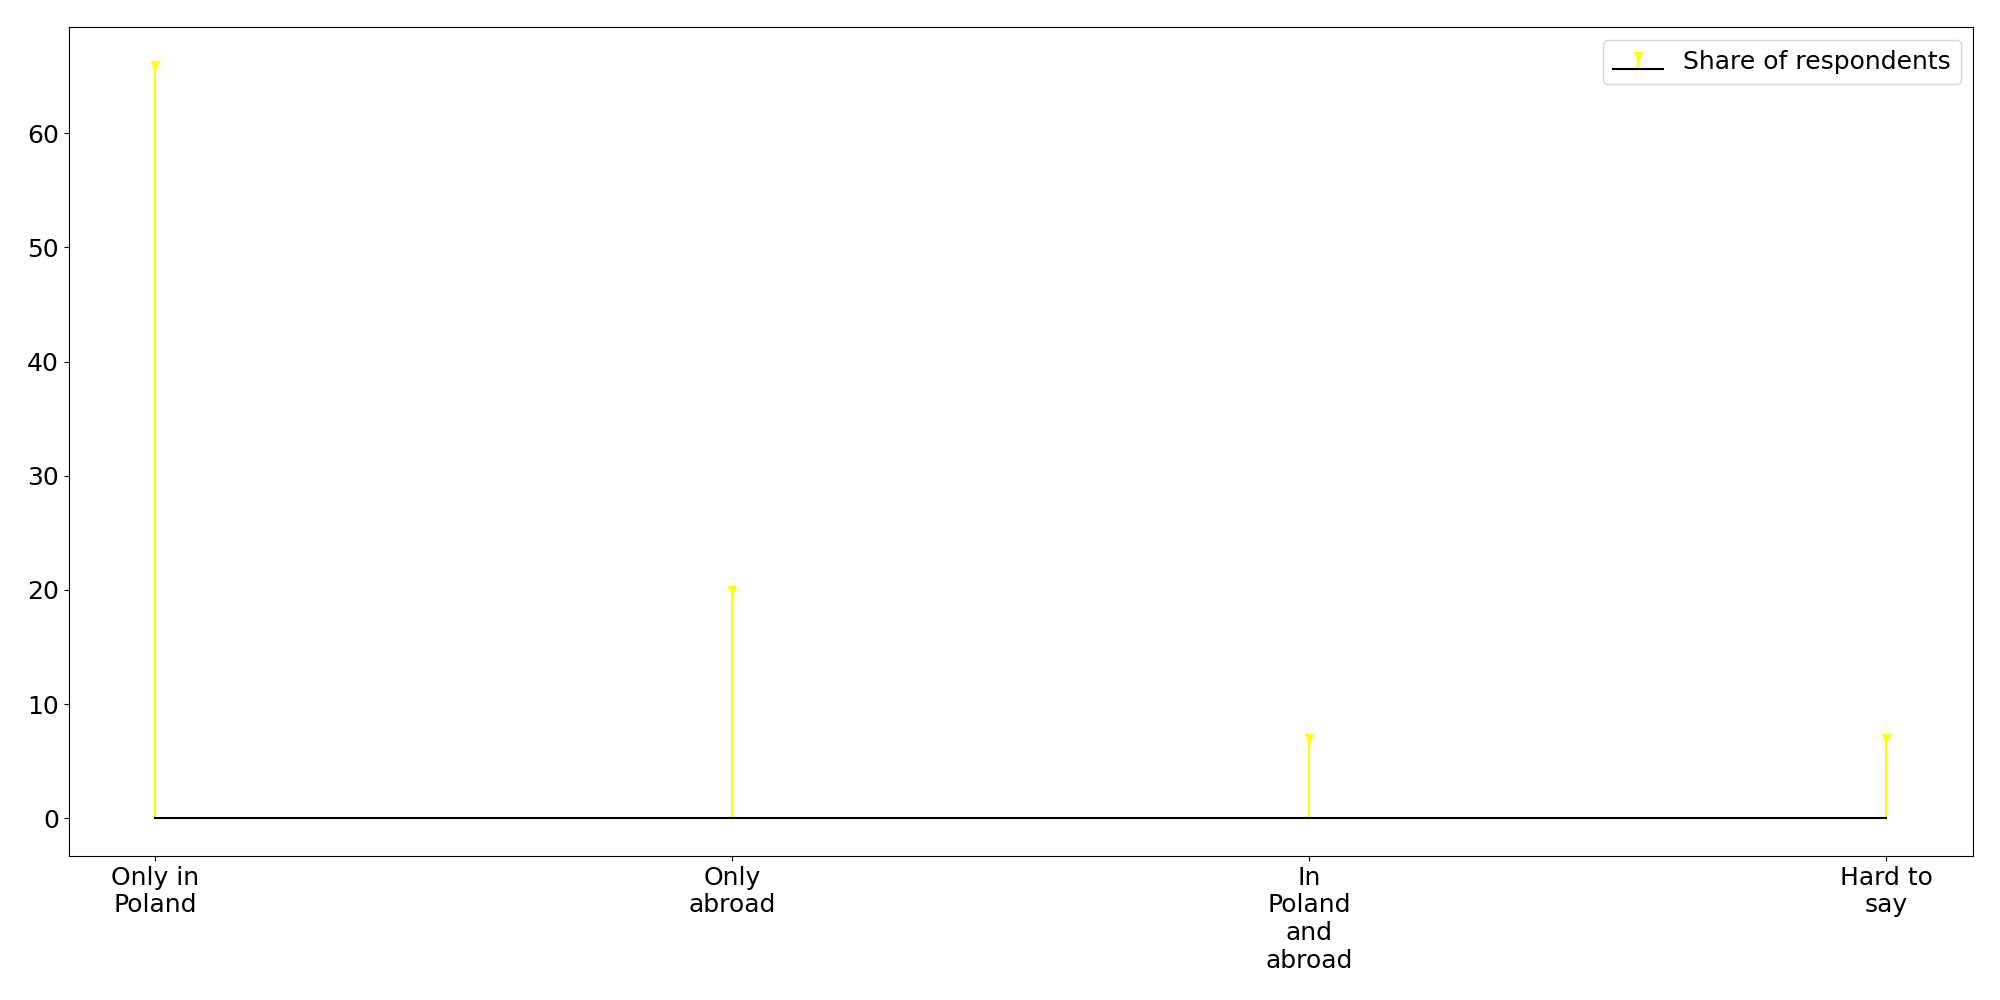 Share of respondents
60
50
40
30
20
10
0
Only in
Poland
Only
abroad
In
Poland
and
abroad
Hard to
say